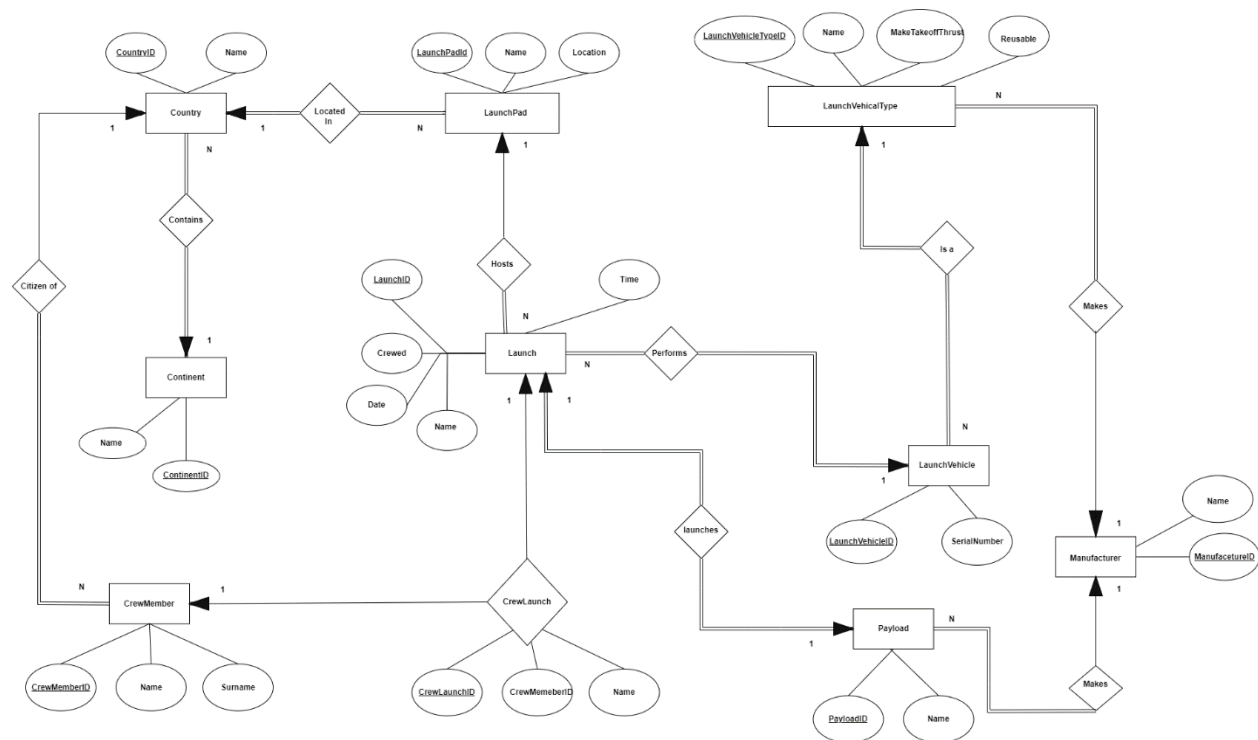 CountryID
Name
LaunchPadId
Name
Location
LaunchVehicleTypeID
Name
MakeTakeoffThrust
Reusable
Country
1
1
Located
In
1
N
LaunchPad
LaunchVehicalType
N
N
1
1
Contains
Is a
Citizen of
Hosts
LaunchID
Time
Makes
N
1
Crewed
Launch
N
Performs
Continent
Date
Name
1
1
N
Name
ContinentID
LaunchVehicle
1
Name
launches
LaunchVehicleID
SerialNumber
1
Manufacturer
ManufacetureID
1
N
1
CrewMember
CrewLaunch
Payload
N
1
CrewMemberID
Name
Surname
CrewLaunchID
CrewMemeberID
Name
Makes
PayloadID
Name